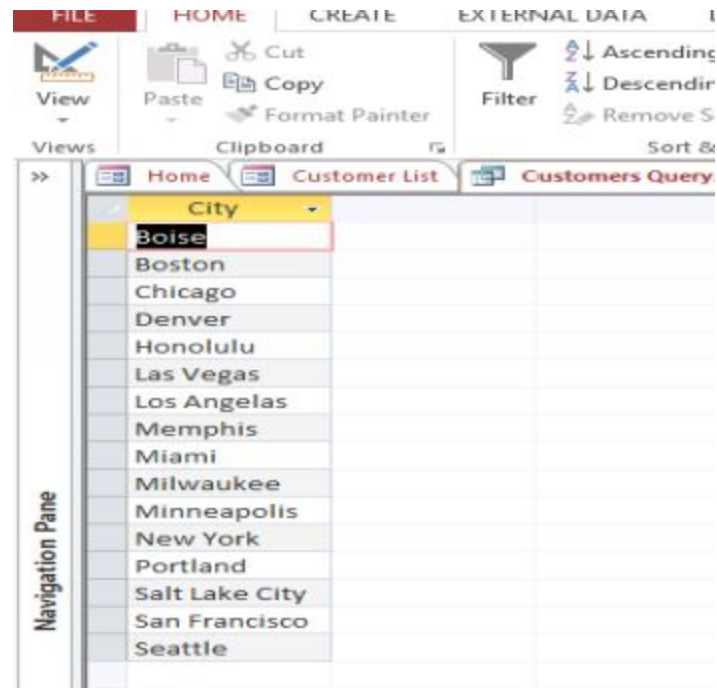 FILE HOME CREATE EXTERNAL DATA
Cut
Ascending
Copy
Descendin
View Paste Format Painter Filter Remove S
Views Clipboard Sort &
» Home Customer List Customers Query
City
Boise
Boston
Chicago
Denver
Honolulu
Las Vegas
Los Angelas
Memphis
Miami
Milwaukee
Minneapolis
New York
Portland
Salt Lake City
San Francisco
Seattle
Navigation Pane